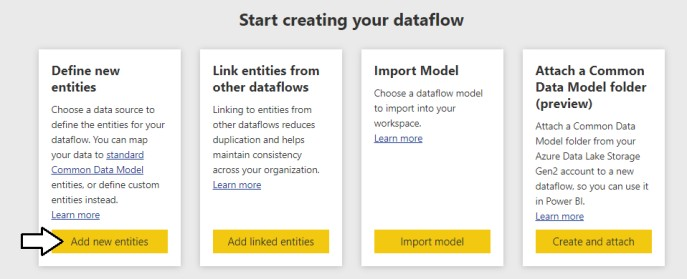 Start creating your dataflow
Define new
entities
Choose a data source to
define the entities for your
dataflow. You can map
your data to standard
Common Data Model
entities, or define custom
entities instead.
Learn more
Add new entities
Link entities from
other dataflows
Linking to entities from
other dataflows reduces
duplication and helps
maintain consistency
across your organization.
Learn more
Add linked entities
Import Model
Choose a dataflow model
to import into your
workspace.
Learn more
Import model
Attach a Common
Data Model folder
(preview)
Attach a Common Data
Model folder from your
Azure Data Lake Storage
Gen2 account to a new
dataflow, so you can use it
in Power BI.
Learn more
Create and attach